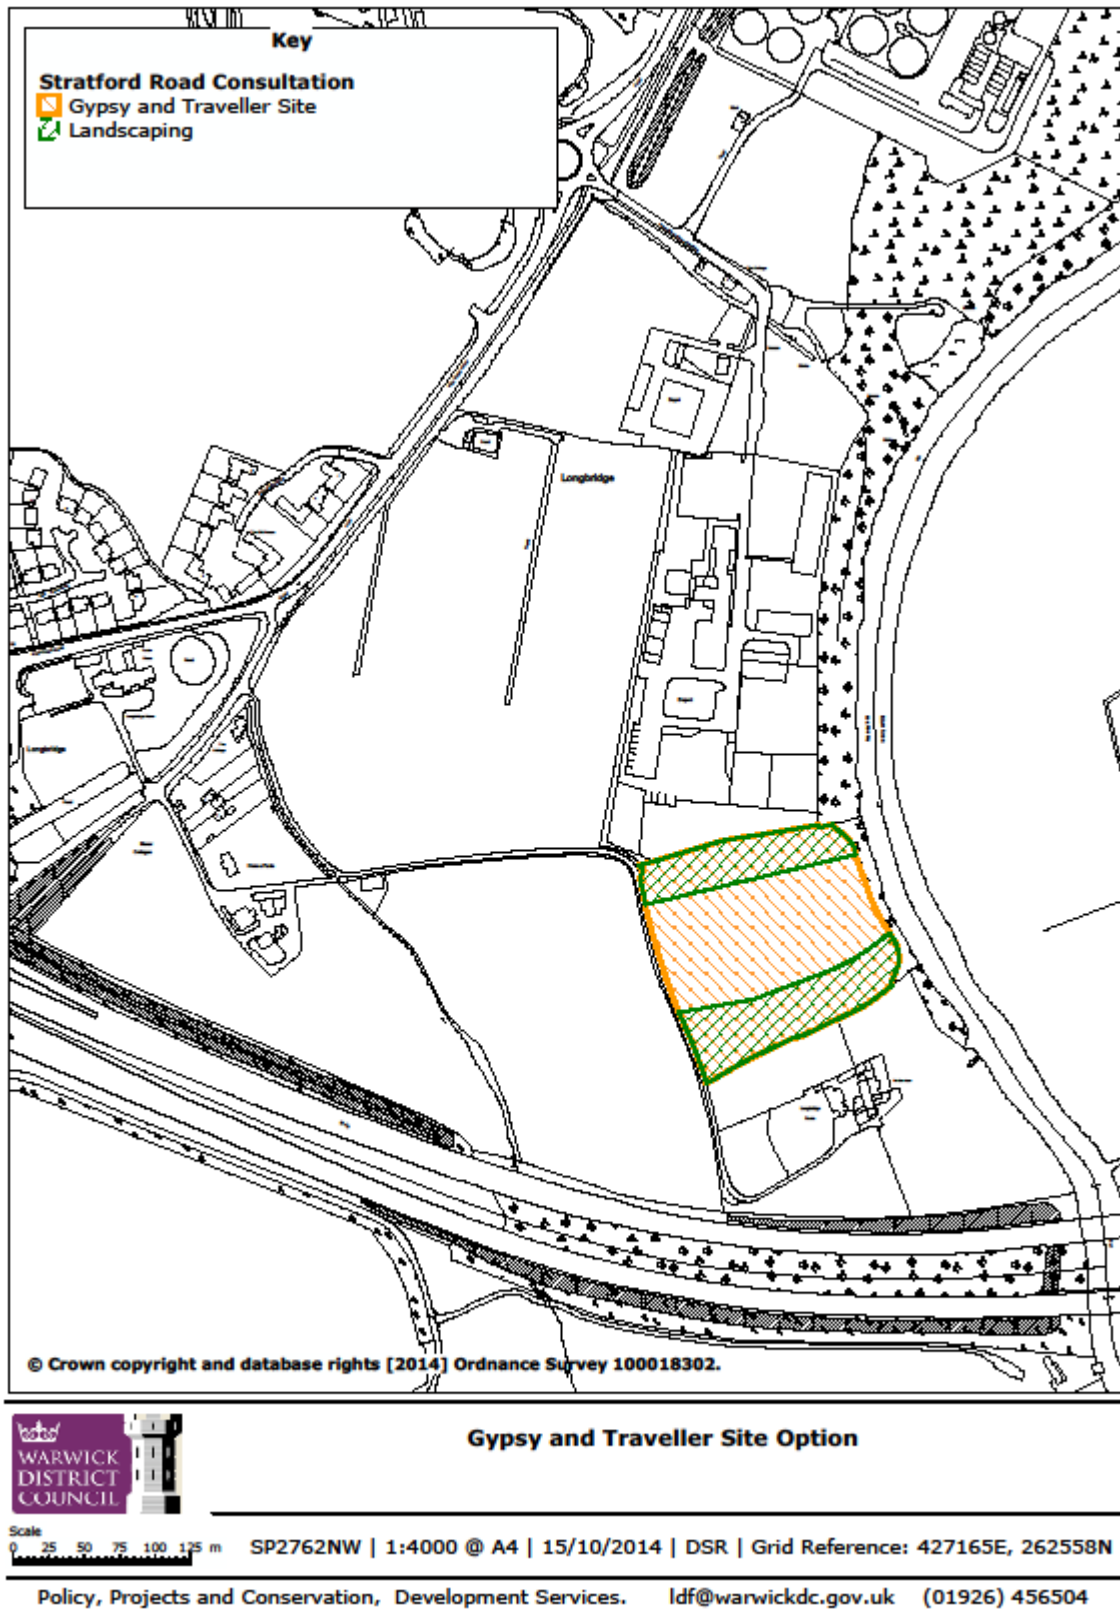 Key
Stratford Road Consultation
Gypsy and Traveller Site
Landscaping
Longbridge
Longbridge
© Crown copyright and database rights [2014] Ordnance Survey 100018302.
WARWICK
DISTRICT
COUNCIL
Gypsy and Traveller Site Option
Scale
0 25 50 75 100 125 m
SP2762NW | 1:4000 @ A4 | 15/10/2014 | DSR | Grid Reference: 427165E, 262558N
Policy, Projects and Conservation, Development Services. ldf@warwickdc.gov.uk (01926) 456504